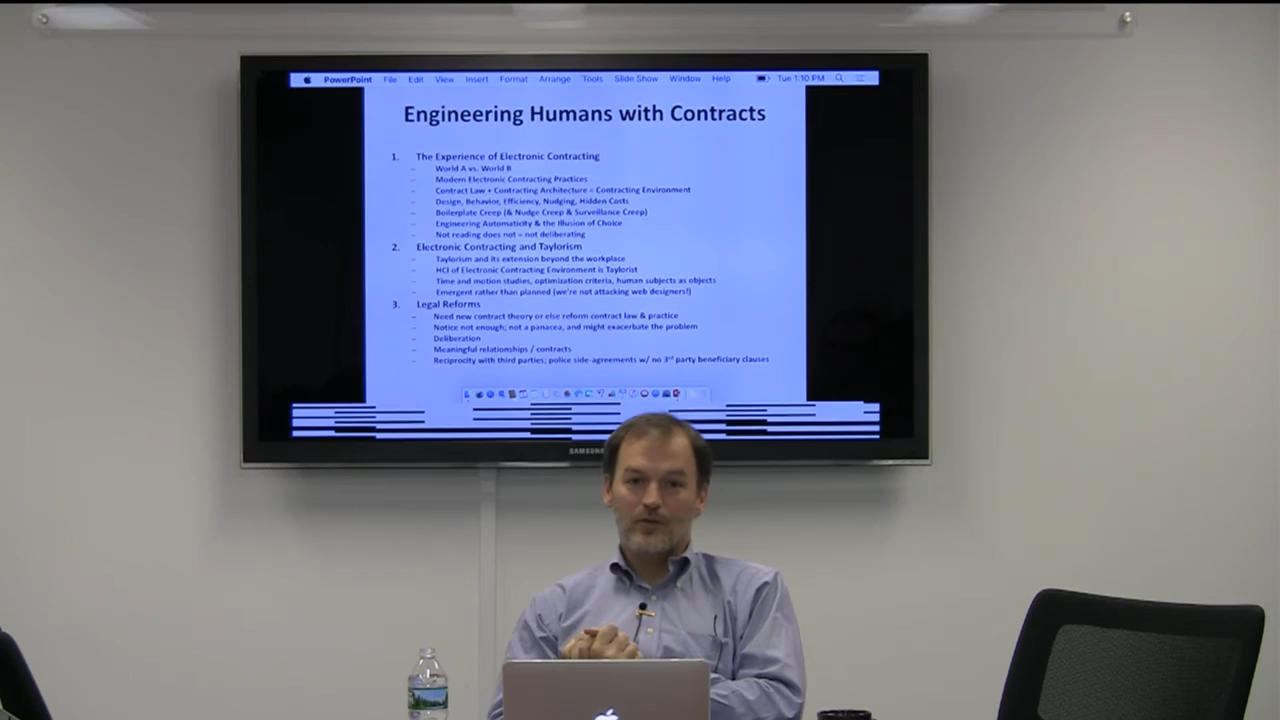 PowerPoint File Edit View Insert Format Arrange Tools Slide Show Window Help Tue 1:10 PM
Engineering Humans with Contracts
1. The Experience of Electronic Contracting
– World A vs. World B
– Modern Electronic Contracting Practices
– Contract Law + Contracting Architecture = Contracting Environment
– Design, Behavior, Efficiency, Nudging, Hidden Costs
– Boilerplate Creep (& Nudge Creep & Surveillance Creep)
– Engineering Automaticity & the Illusion of Choice
– Not reading does not = not deliberating
2. Electronic Contracting and Taylorism
– Taylorism and its extension beyond the workplace
– HCI of Electronic Contracting Environment is Taylorist
– Time and motion studies, optimization criteria, human subjects as objects
– Emergent rather than planned (we're not attacking web designers!)
3. Legal Reforms
– Need new contract theory or else reform contract law & practice
– Notice not enough; not a panacea, and might exacerbate the problem
– Deliberation
– Meaningful relationships / contracts
– Reciprocity with third parties; police side-agreements w/ no 3rd party beneficiary clauses
SAMSUNG